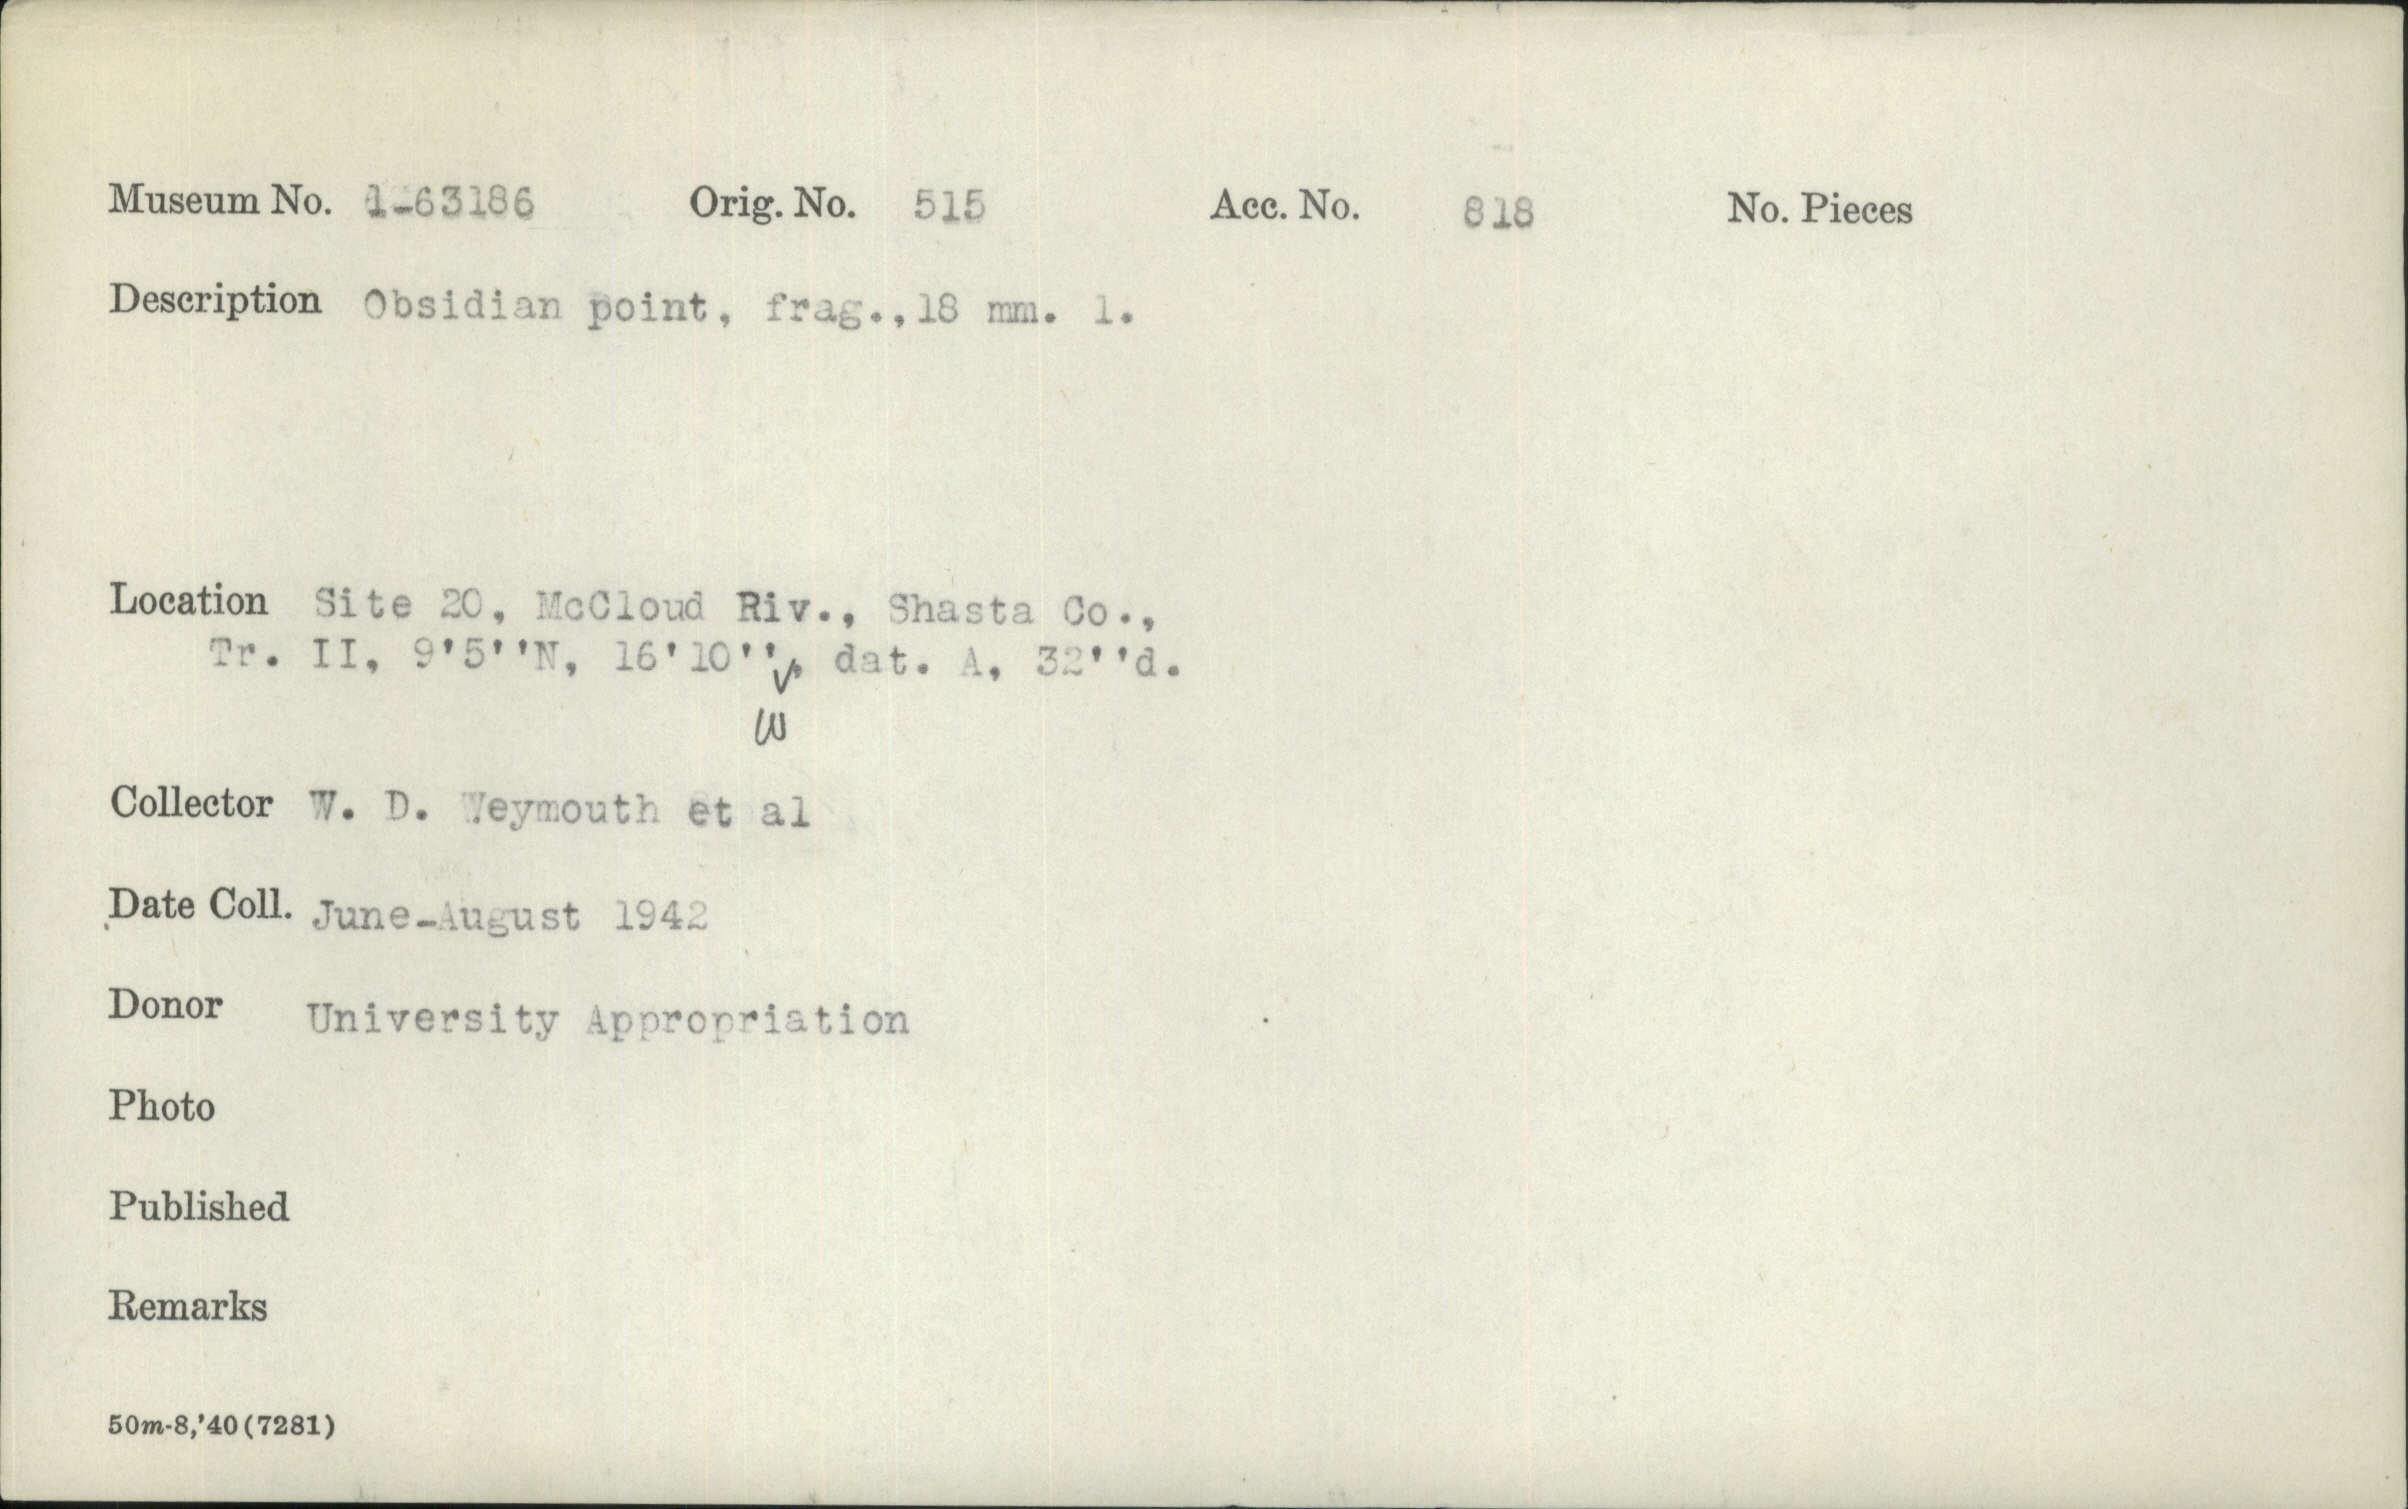 Museum No. 1-63186 Orig. No. 515 Acc. No. 818 No. Pieces
Description Obsidian point, frag.,18 mm. l.
Location Site 20, McCloud Riv., Shasta Co.,
Tr. II, 9'5''N, 16'10'', dat. A, 32''d.
W
Collector W. D. Weymouth et al
Date Coll. June-August 1942
Donor University Appropriation
Photo
Published
Remarks
50m-8,'40(7281)